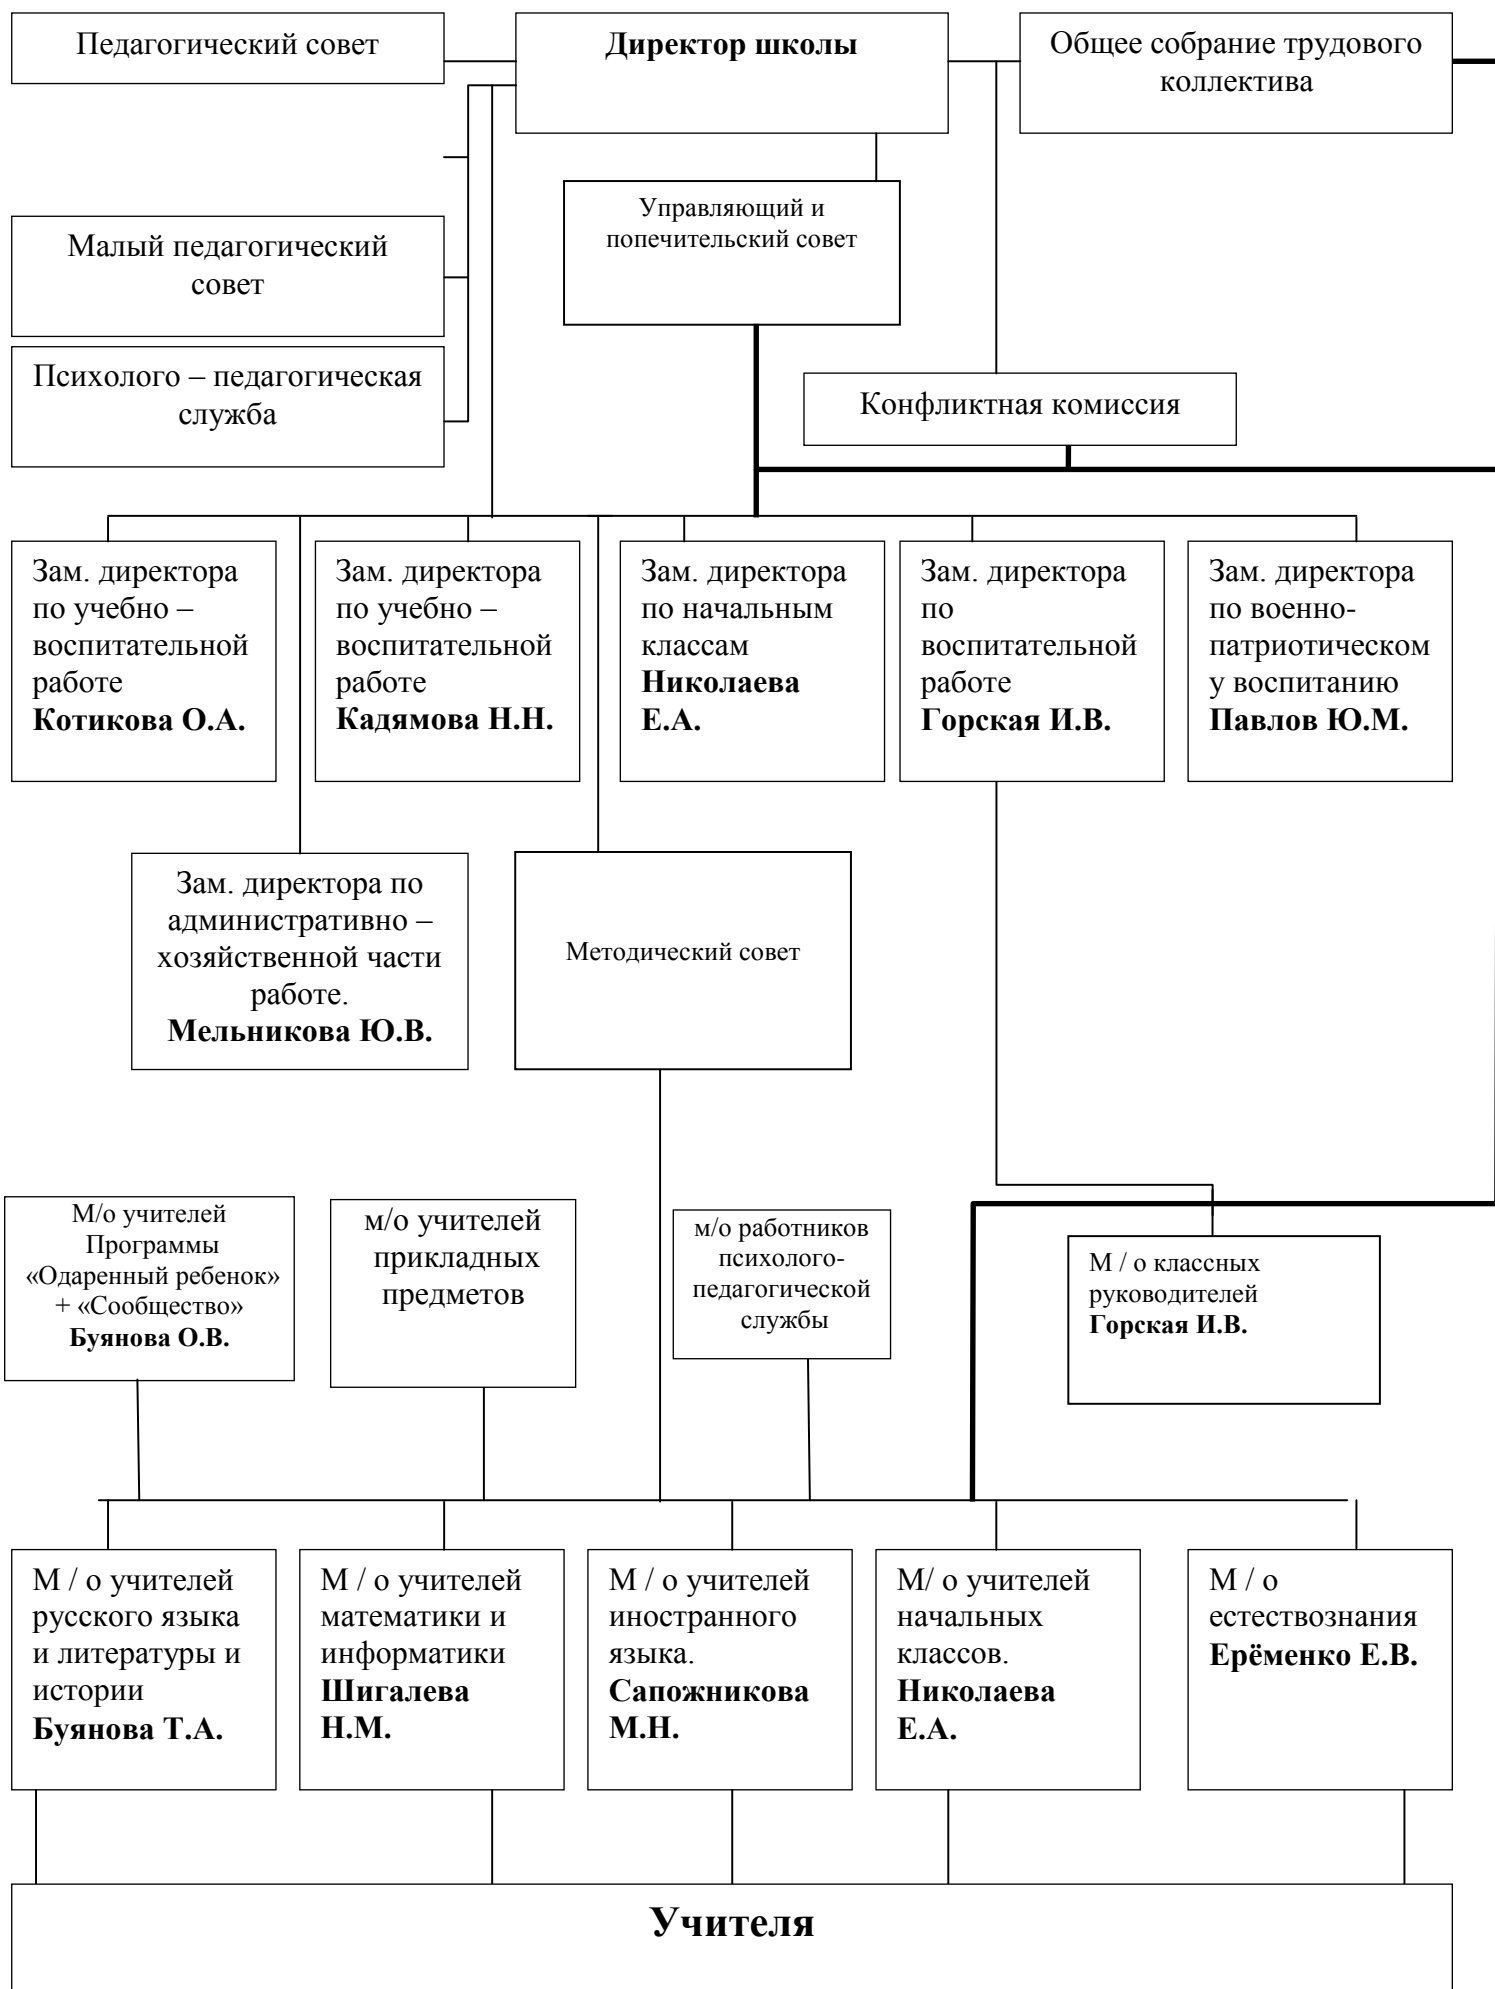 Педагогический совет
Директор школы
Общее собрание трудового
коллектива
Управляющий и
попечительский совет
Малый педагогический
совет
Психолого – педагогическая
служба
Конфликтная комиссия
Зам. директора
по учебно –
воспитательной
работе
Котикова О.А.
Зам. директора
по учебно –
воспитательной
работе
Кадямова Н.Н.
Зам. директора
по начальным
классам
Николаева
Е.А.
Зам. директора
по
воспитательной
работе
Горская И.В.
Зам. директора
по военно-
патриотическом
у воспитанию
Павлов Ю.М.
Зам. директора по
административно –
хозяйственной части
работе.
Мельникова Ю.В.
Методический совет
М/о учителей
Программы
«Одаренный ребенок»
+ «Сообщество»
Буянова О.В.
м/о учителей
прикладных
предметов
м/о работников
психолого-
педагогической
службы
М / о классных
руководителей
Горская И.В.
М / о учителей
русского языка
и литературы и
истории
Буянова Т.А.
М / о учителей
математики и
информатики
Шигалева
Н.М.
М / о учителей
иностранного
языка.
Сапожникова
М.Н.
М/ о учителей
начальных
классов.
Николаева
Е.А.
М / о
естествознания
Ерёменко Е.В.
Учителя